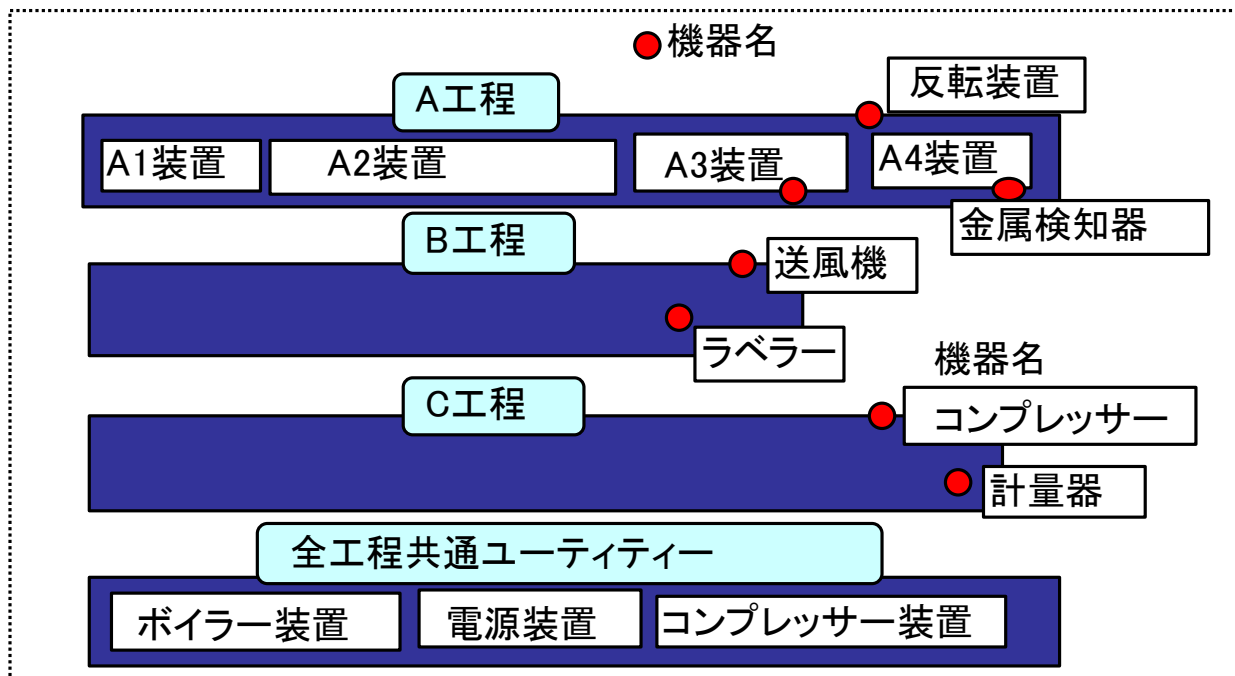 機器名
反転装置
A工程
A1装置
A2装置
A3装置
A4装置
金属検知器
B工程
送風機
ラベラー
機器名
C工程
コンプレッサー
計量器
全工程共通ユーティティー
ボイラー装置
電源装置
コンプレッサー装置